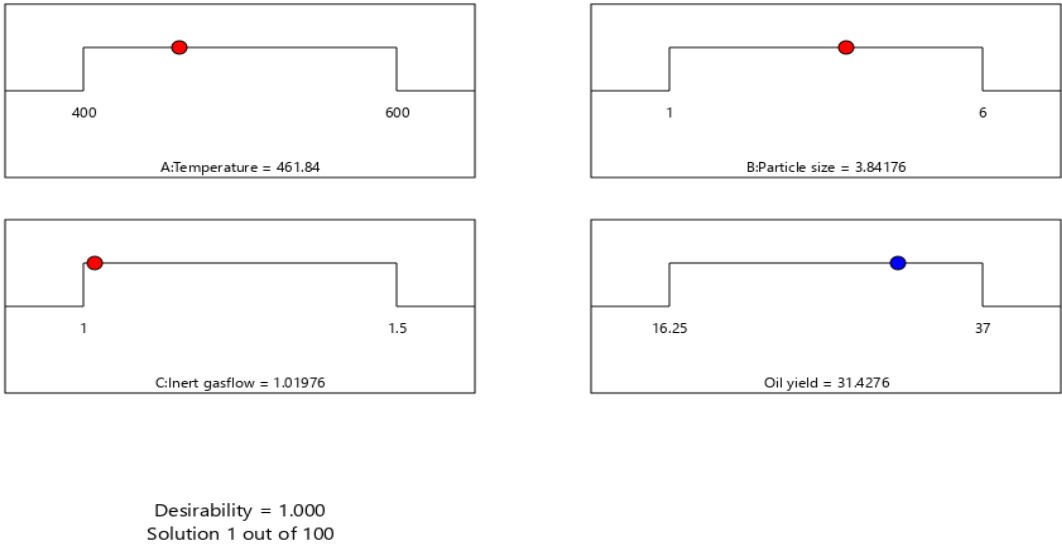 400 600
A:Temperature = 461.84
1 6
B:Particle size = 3.84176
1 1.5
C:Inert gasflow = 1.01976
16.25 37
Oil yield = 31.4276
Desirability = 1.000
Solution 1 out of 100